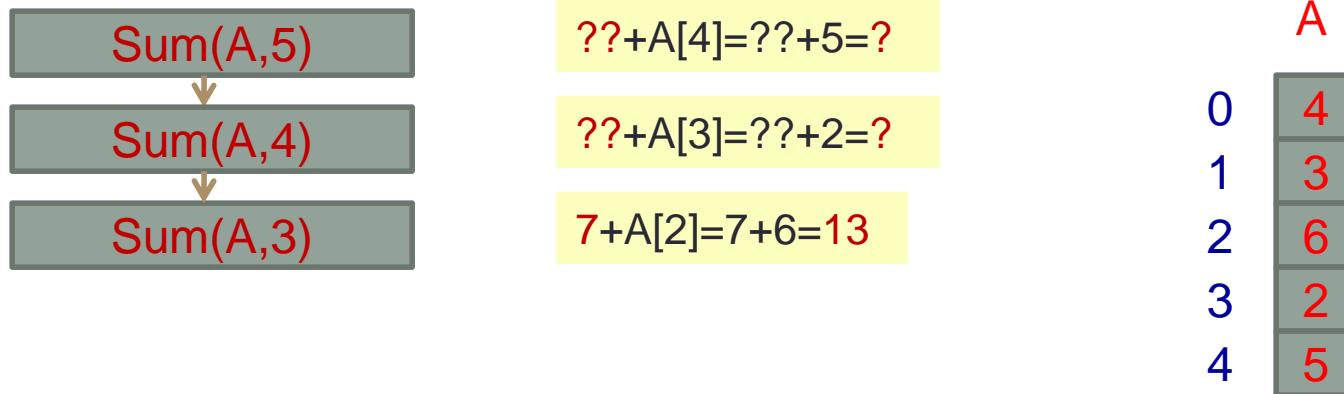 Sum(A,5)
??+A[4]=??+5=?
Sum(A,4)
??+A[3]=??+2=?
Sum(A,3)
7+A[2]=7+6=13
A
0 4
1 3
2 6
3 2
4 5